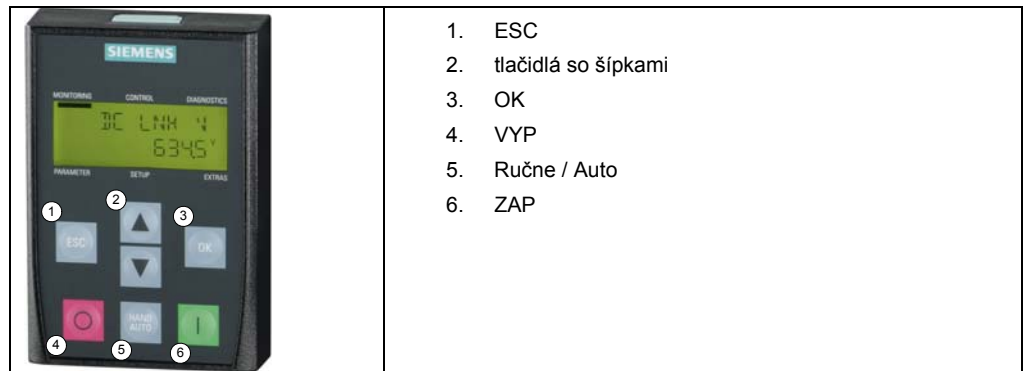 SIEMENS
MONITORING CONTROL DIAGNOSTICS
DC LNK V
634,5 V
PARAMETER SETUP EXTRAS
1 2 3
ESC ▲ OK
▼
HAND
AUTO
4 5 6
1. ESC
2. tlačidlá so šípkami
3. OK
4. VYP
5. Ručne / Auto
6. ZAP